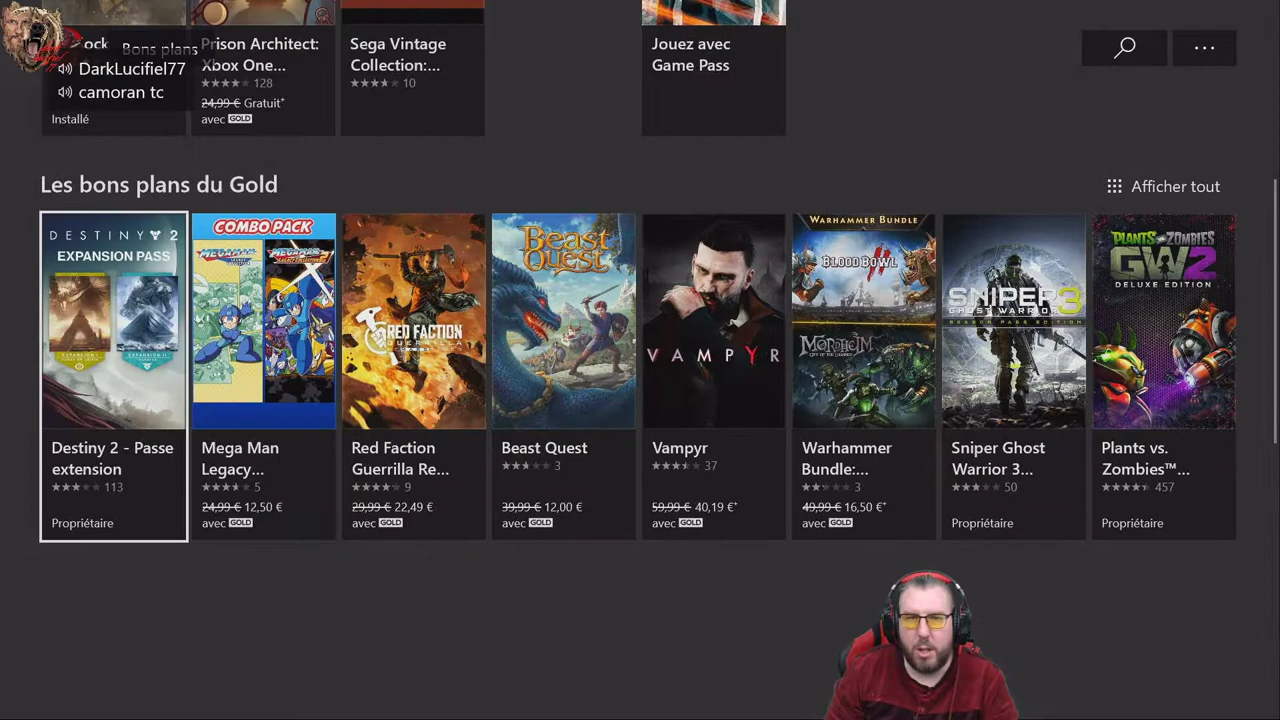 Bons plans
DarkLucifiel77
camoran tc
Installé
Prison Architect:
Xbox One...
128
24,99 € Gratuit*
avec GOLD
Sega Vintage
Collection:...
10
Jouez avec
Game Pass
Les bons plans du Gold
Afficher tout
DESTINY 2
EXPANSION PASS
Destiny 2 - Passe
extension
113
Propriétaire
COMBO PACK
Mega Man
Legacy...
5
24,99 € 12,50 €
avec GOLD
RED FACTION
GUERRILLA
Red Faction
Guerrilla Re...
9
29,99 € 22,49 €
avec GOLD
Beast
Quest
Beast Quest
3
39,99 € 12,00 €
avec GOLD
VAMPYR
Vampyr
37
59,99 € 40,19 €*
avec GOLD
WARHAMMER BUNDLE
BLOOD BOWL
MORDHEIM
Warhammer
Bundle:...
3
49,99 € 16,50 €*
avec GOLD
SNIPER
GHOST WARRIOR 3
SEASON PASS EDITION
Sniper Ghost
Warrior 3...
50
Propriétaire
PLANTS VS ZOMBIES
GW2
DELUXE EDITION
Plants vs.
Zombies™...
457
Propriétaire